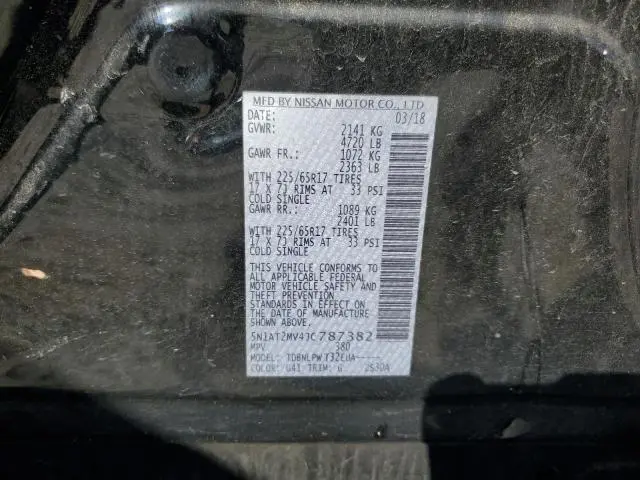 MFD BY NISSAN MOTOR CO., LTD
DATE: 03/18
GVWR: 2141 KG
4720 LB
GAWR FR.: 1072 KG
2363 LB
WITH 225/65R17 TIRES
17 X 7J RIMS AT 33 PSI
COLD SINGLE
GAWR RR.: 1089 KG
2401 LB
WITH 225/65R17 TIRES
17 X 7J RIMS AT 33 PSI
COLD SINGLE
THIS VEHICLE CONFORMS TO
ALL APPLICABLE FEDERAL
MOTOR VEHICLE SAFETY AND
THEFT PREVENTION
STANDARDS IN EFFECT ON
THE DATE OF MANUFACTURE
SHOWN ABOVE.
5N1AT2MV4JC787382
MPV 380
MODEL: TDBNLPW T32EUA-----
COLOR: G41 TRIM: G